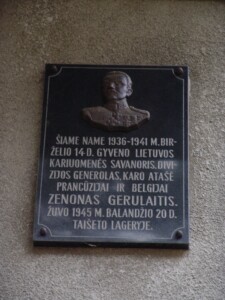 ŠIAME NAME 1936-1941 M. BIR-
ŽELIO 14 D. GYVENO LIETUVOS
KARIUOMENĖS SAVANORIS, DIVI-
ZIJOS GENEROLAS, KARO ATAŠĖ
PRANCŪZIJAI IR BELGIJAI
ZENONAS GERULAITIS.
ŽUVO 1945 M. BALANDŽIO 20 D.
TAIŠETO LAGERYJE.